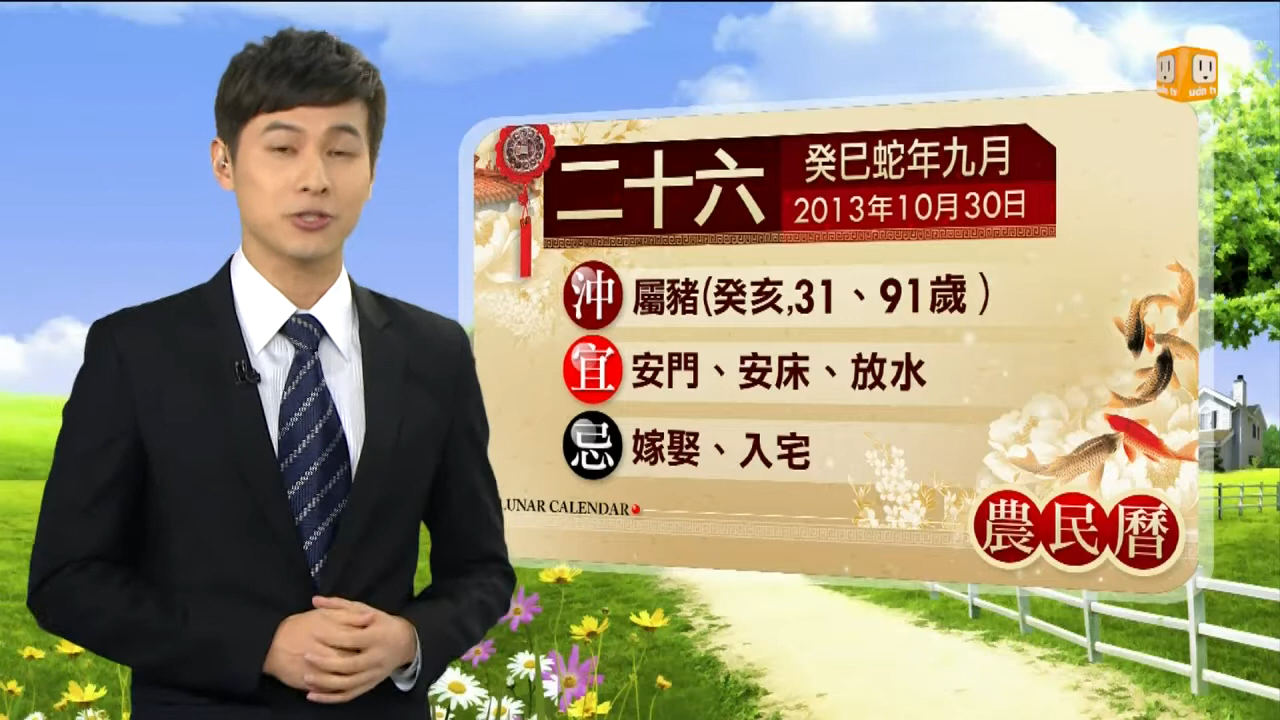 udn tv
udn tv
二十六
癸巳蛇年九月
2013年10月30日
沖 屬豬(癸亥,31、91歲)
宜 安門、安床、放水
忌 嫁娶、入宅
LUNAR CALENDAR
農民曆